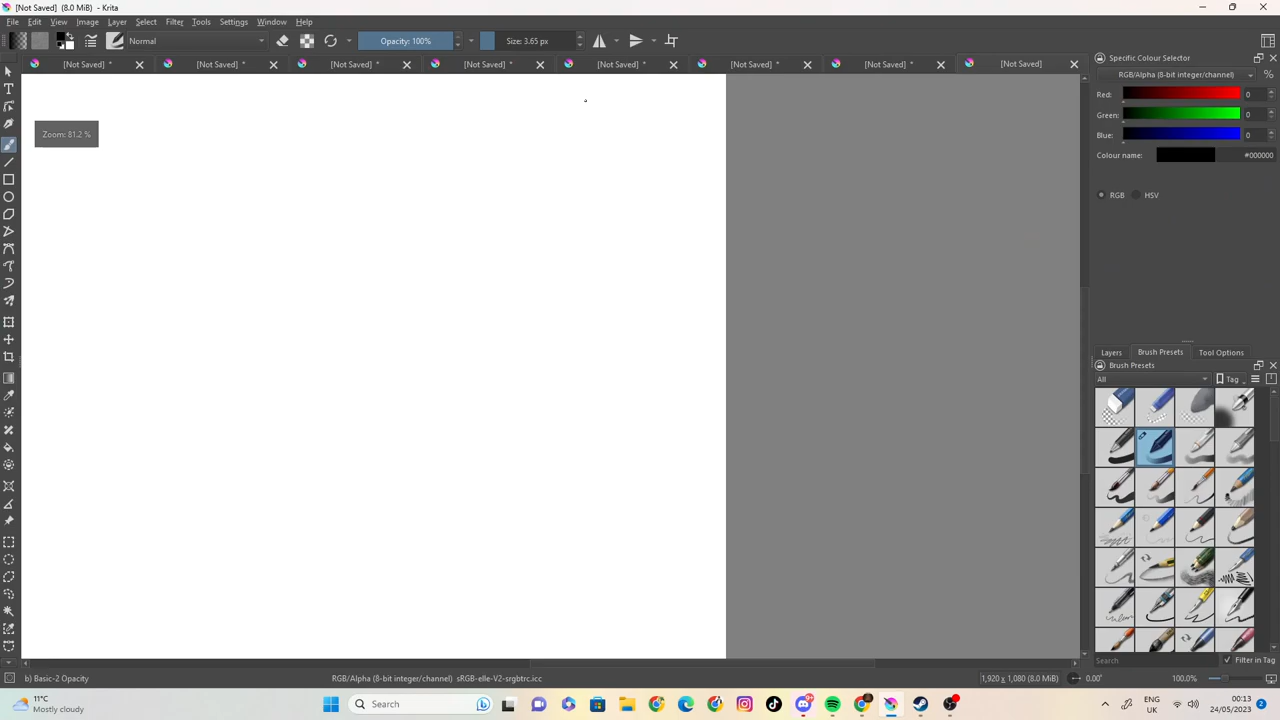 [Not Saved] (8.0 MiB) - Krita
File Edit View Image Layer Select Filter Tools Settings Window Help
Normal Opacity: 100% Size: 3.65 px
[Not Saved] * [Not Saved] * [Not Saved] * [Not Saved] * [Not Saved] * [Not Saved] * [Not Saved] * [Not Saved]
Specific Colour Selector
RGB/Alpha (8-bit integer/channel) %
Red: 0
Green: 0
Blue: 0
Colour name: #000000
RGB HSV
Zoom: 81.2 %
Layers Brush Presets Tool Options
Brush Presets
All Tag
Search Filter in Tag
b) Basic-2 Opacity RGB/Alpha (8-bit integer/channel) sRGB-elle-V2-srgbtrc.icc 1,920 x 1,080 (8.0 MiB) 0.00° 100.0%
11°C
Mostly cloudy
Search
9+
ENG
UK
00:13
24/05/2023